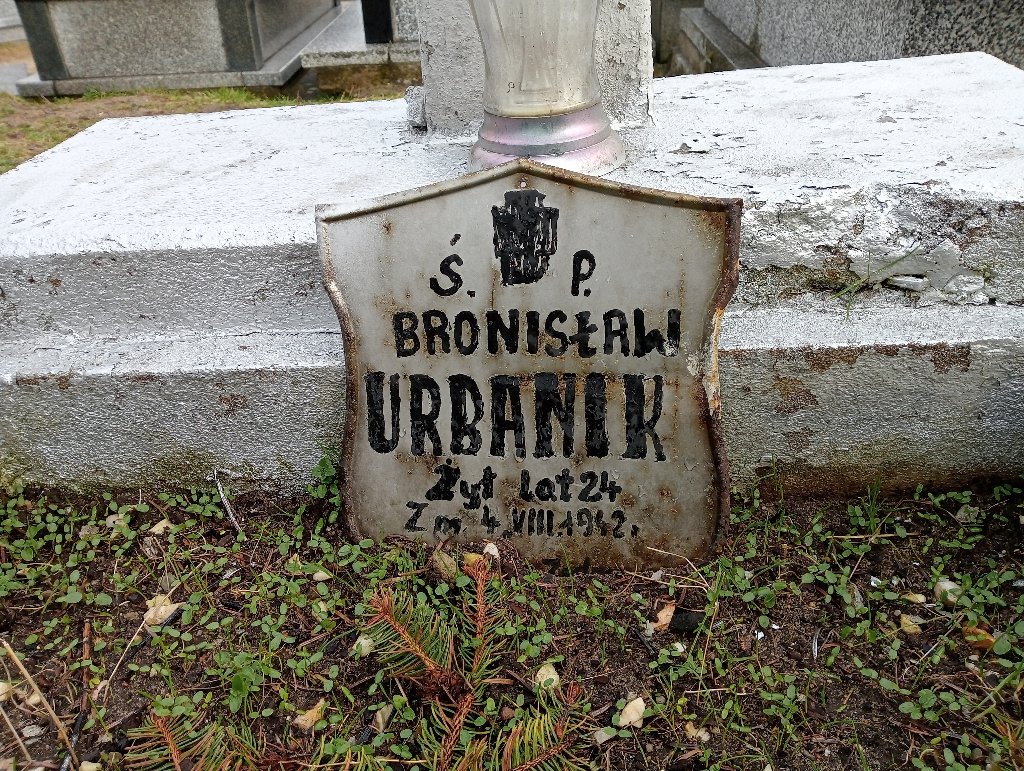 Ś. P.
BRONISŁAW
URBANIK
Żył lat 24
Zm. 4.VIII.1942.